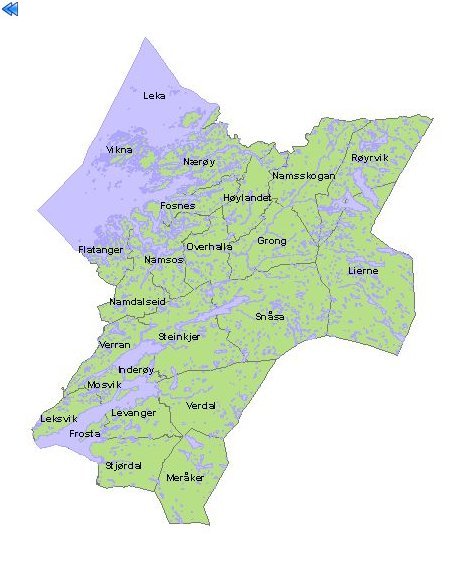 Leka
Vikna
Nærøy
Røyrvik
Namsskogan
Høylandet
Fosnes
Grong
Overhalla
Flatanger
Namsos
Lierne
Namdalseid
Snåsa
Steinkjer
Verran
Inderøy
Mosvik
Verdal
Levanger
Leksvik
Frosta
Stjørdal
Meråker